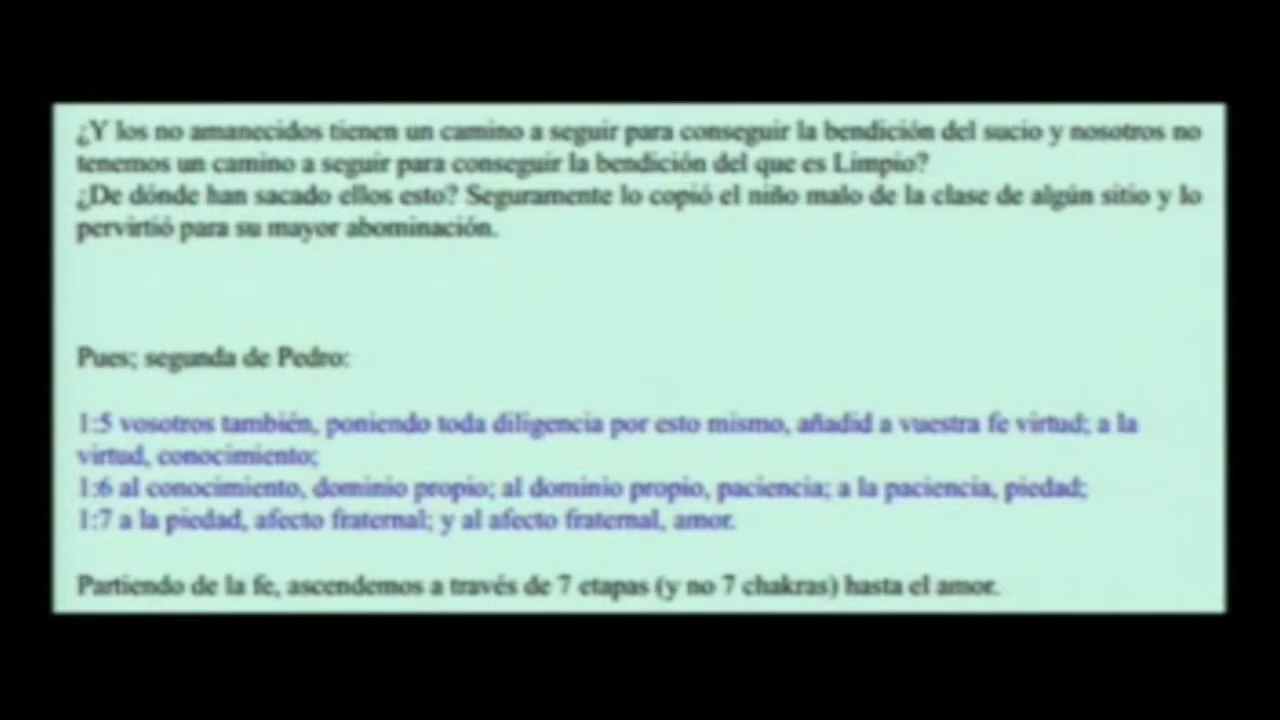 ¿Y los no amanecidos tienen un camino a seguir para conseguir la bendición del sucio y nosotros no
tenemos un camino a seguir para conseguir la bendición del que es Limpio?
¿De dónde han sacado ellos esto? Seguramente lo copió el niño malo de la clase de algún sitio y lo
pervirtió para su mayor abominación.
Pues; segunda de Pedro:
1:5 vosotros también, poniendo toda diligencia por esto mismo, añadid a vuestra fe virtud; a la
virtud, conocimiento;
1:6 al conocimiento, dominio propio; al dominio propio, paciencia; a la paciencia, piedad;
1:7 a la piedad, afecto fraternal; y al afecto fraternal, amor.
Partiendo de la fe, ascendemos a través de 7 etapas (y no 7 chakras) hasta el amor.